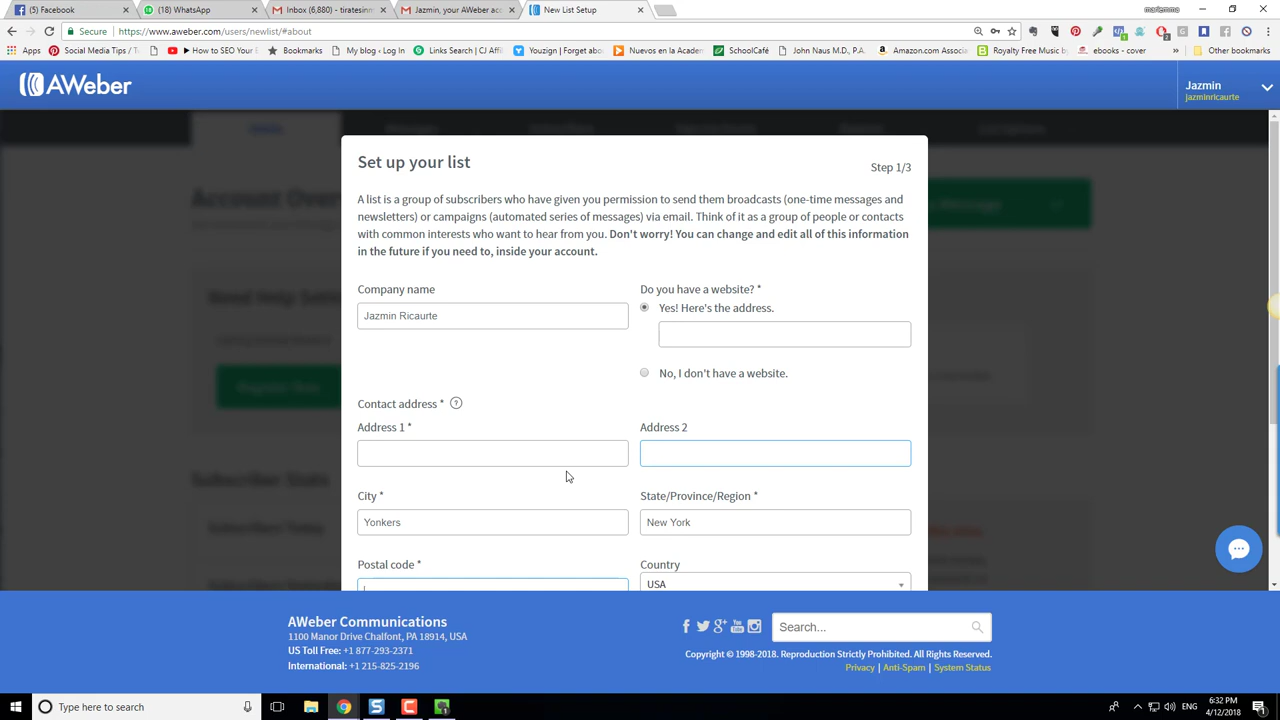 (5) Facebook
(18) WhatsApp
Inbox (6,880) - tiratesinm
Jazmin, your AWeber acc
New List Setup
mariemma
Secure
https://www.aweber.com/users/newlist/#about
Apps
Social Media Tips / T
► How to SEO Your E
Bookmark
My blog ‹ Log In
Links Search | CJ Affil
Youzign | Forget abo
Nuevos en la Academ
SchoolCafé
John Naus M.D., P.A.
Amazon.com Associa
Royalty Free Music b
ebooks - cover
»
Other bookmarks
AWeber
Jazmin
jazminricaurte
Set up your list
Step 1/3
A list is a group of subscribers who have given you permission to send them broadcasts (one-time messages and
newsletters) or campaigns (automated series of messages) via email. Think of it as a group of people or contacts
with common interests who want to hear from you. Don't worry! You can change and edit all of this information
in the future if you need to, inside your account.
Company name
Jazmin Ricaurte
Do you have a website? *
Yes! Here's the address.
No, I don't have a website.
Contact address * ?
Address 1 *
Address 2
City *
Yonkers
State/Province/Region *
New York
Postal code *
Country
USA
AWeber Communications
1100 Manor Drive Chalfont, PA 18914, USA
US Toll Free: +1 877-293-2371
International: +1 215-825-2196
Search...
Copyright © 1998-2018. Reproduction Strictly Prohibited. All Rights Reserved.
Privacy | Anti-Spam | System Status
Type here to search
ENG
6:32 PM
4/12/2018